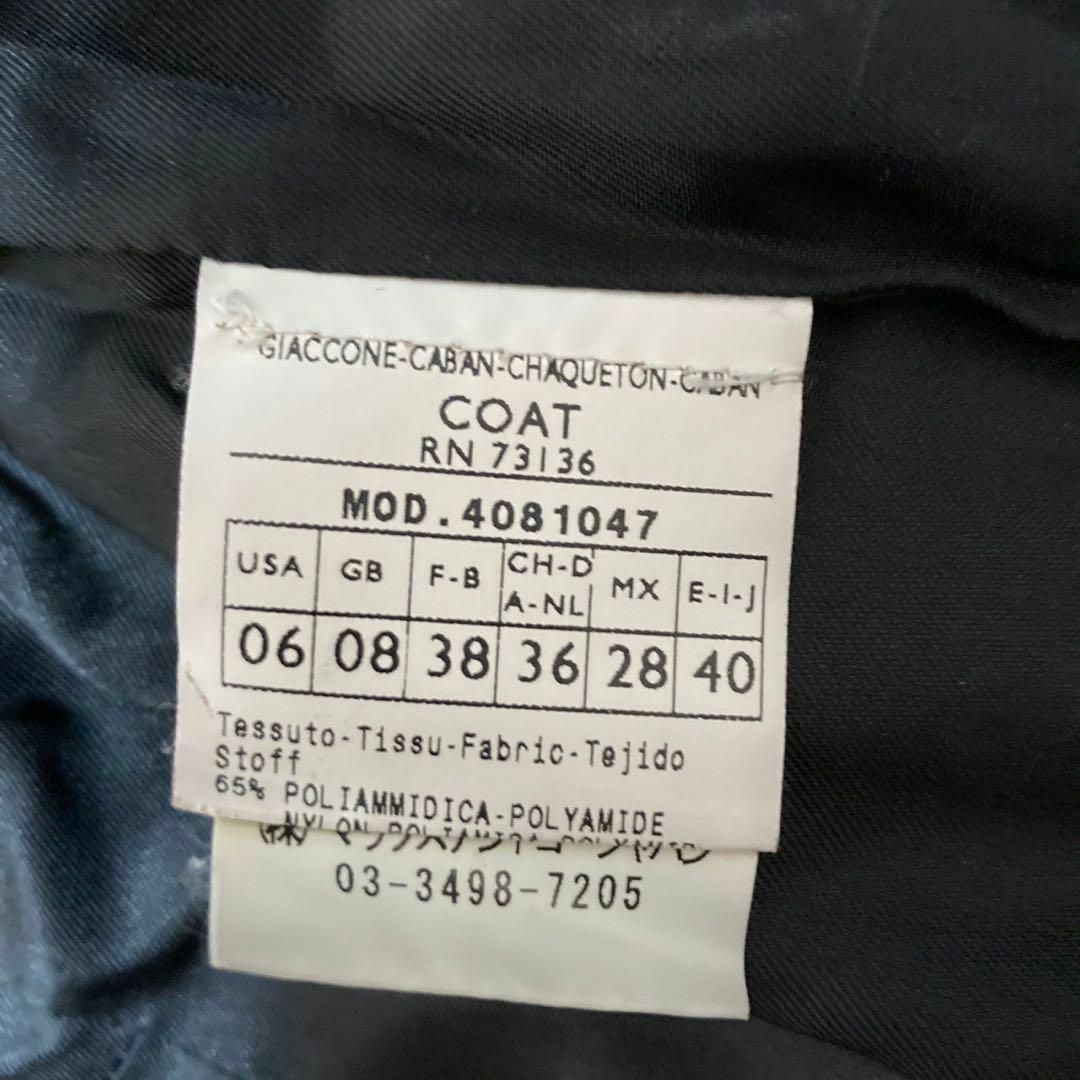 GIACCONE-CABAN-CHAQUETON-CABAN
COAT
RN 73136
MOD.4081047
USA GB F-B CH-D A-NL MX E-I-J
06 08 38 36 28 40
Tessuto-Tissu-Fabric-Tejido
Stoff
65% POLIAMMIDICA-POLYAMIDE
03-3498-7205